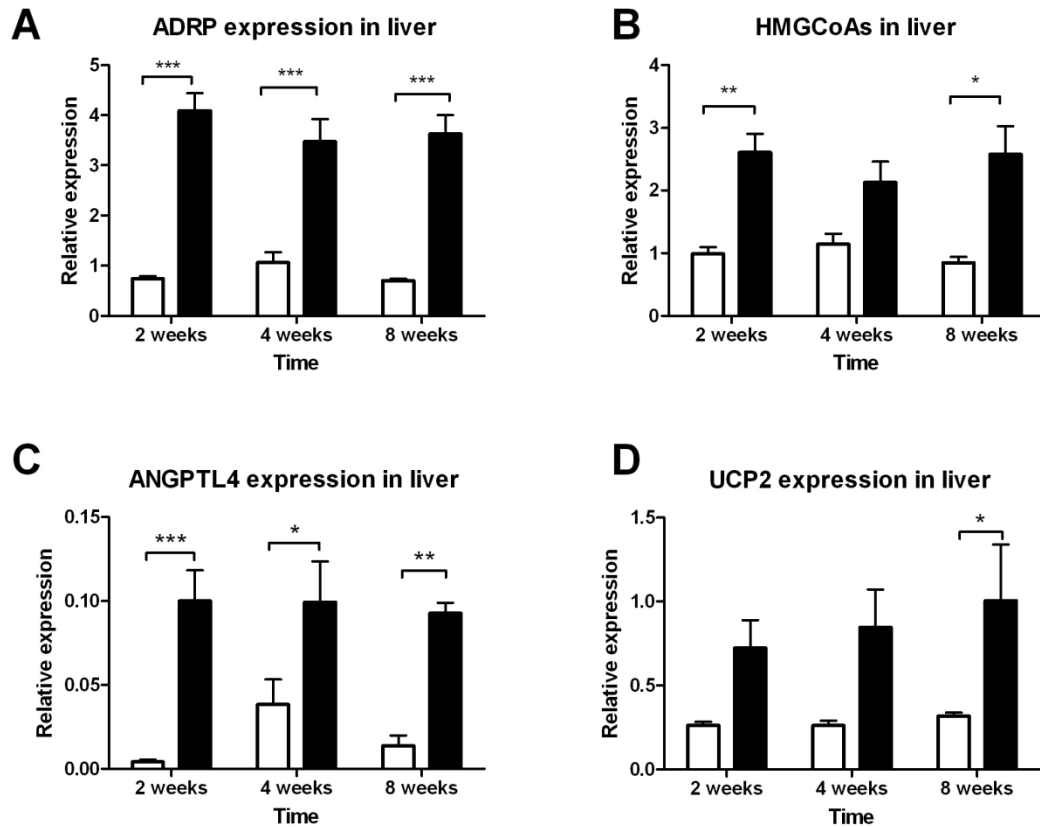 A
ADRP expression in liver
Relative expression
5
4
3
2
1
0
***
***
***
2 weeks
4 weeks
8 weeks
Time
B
HMGCoAs in liver
Relative expression
4
3
2
1
0
**
*
2 weeks
4 weeks
8 weeks
Time
C
ANGPTL4 expression in liver
Relative expression
0.15
0.10
0.05
0.00
***
*
**
2 weeks
4 weeks
8 weeks
Time
D
UCP2 expression in liver
Relative expression
1.5
1.0
0.5
0.0
*
2 weeks
4 weeks
8 weeks
Time